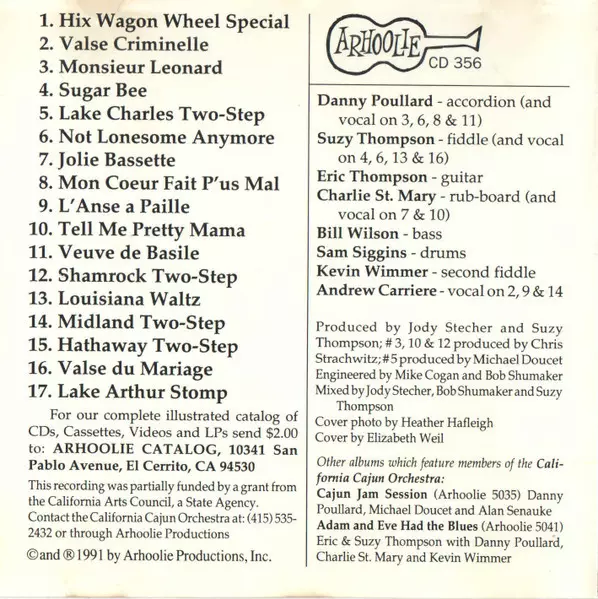 1. Hix Wagon Wheel Special
2. Valse Criminelle
3. Monsieur Leonard
4. Sugar Bee
5. Lake Charles Two-Step
6. Not Lonesome Anymore
7. Jolie Bassette
8. Mon Coeur Fait P'us Mal
9. L'Anse a Paille
10. Tell Me Pretty Mama
11. Veuve de Basile
12. Shamrock Two-Step
13. Louisiana Waltz
14. Midland Two-Step
15. Hathaway Two-Step
16. Valse du Mariage
17. Lake Arthur Stomp
For our complete illustrated catalog of
CDs, Cassettes, Videos and LPs send $2.00
to: ARHOOLIE CATALOG, 10341 San
Pablo Avenue, El Cerrito, CA 94530
This recording was partially funded by a grant from
the California Arts Council, a State Agency.
Contact the California Cajun Orchestra at: (415) 535-
2432 or through Arhoolie Productions
©and ®1991 by Arhoolie Productions, Inc.
ARHOOLIE
CD 356
Danny Poullard - accordion (and
vocal on 3, 6, 8 & 11)
Suzy Thompson - fiddle (and vocal
on 4, 6, 13 & 16)
Eric Thompson - guitar
Charlie St. Mary - rub-board (and
vocal on 7 & 10)
Bill Wilson - bass
Sam Siggins - drums
Kevin Wimmer - second fiddle
Andrew Carriere - vocal on 2, 9 & 14
Produced by Jody Stecher and Suzy
Thompson; # 3, 10 & 12 produced by Chris
Strachwitz; #5 produced by Michael Doucet
Engineered by Mike Cogan and Bob Shumaker
Mixed by Jody Stecher, Bob Shumaker and Suzy
Thompson
Cover photo by Heather Hafleigh
Cover by Elizabeth Weil
Other albums which feature members of the Cali-
fornia Cajun Orchestra:
Cajun Jam Session (Arhoolie 5035) Danny
Poullard, Michael Doucet and Alan Senauke
Adam and Eve Had the Blues (Arhoolie 5041)
Eric & Suzy Thompson with Danny Poullard,
Charlie St. Mary and Kevin Wimmer